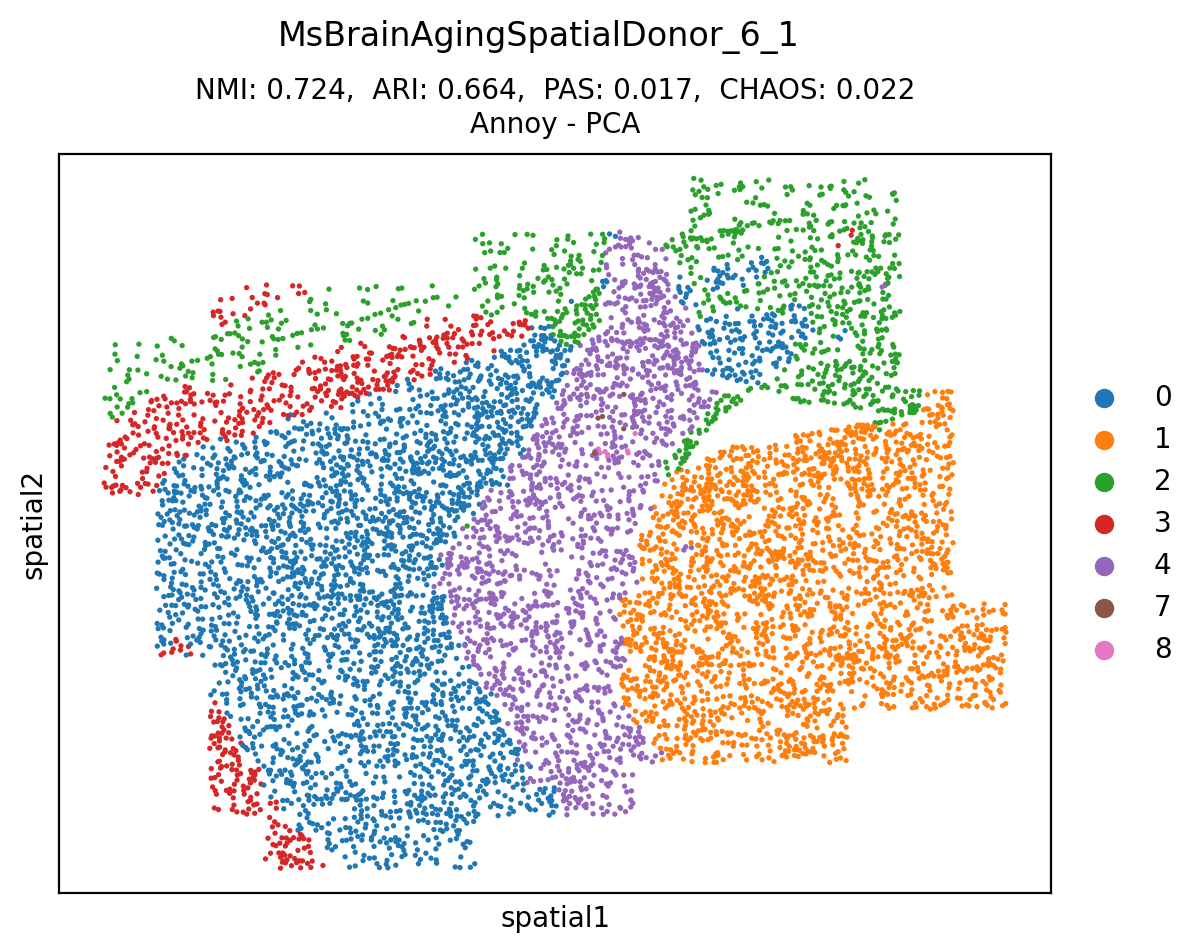 MsBrainAgingSpatialDonor_6_1
NMI: 0.724,  ARI: 0.664,  PAS: 0.017,  CHAOS: 0.022
Annoy - PCA
spatial2
0
1
2
3
4
7
8
spatial1